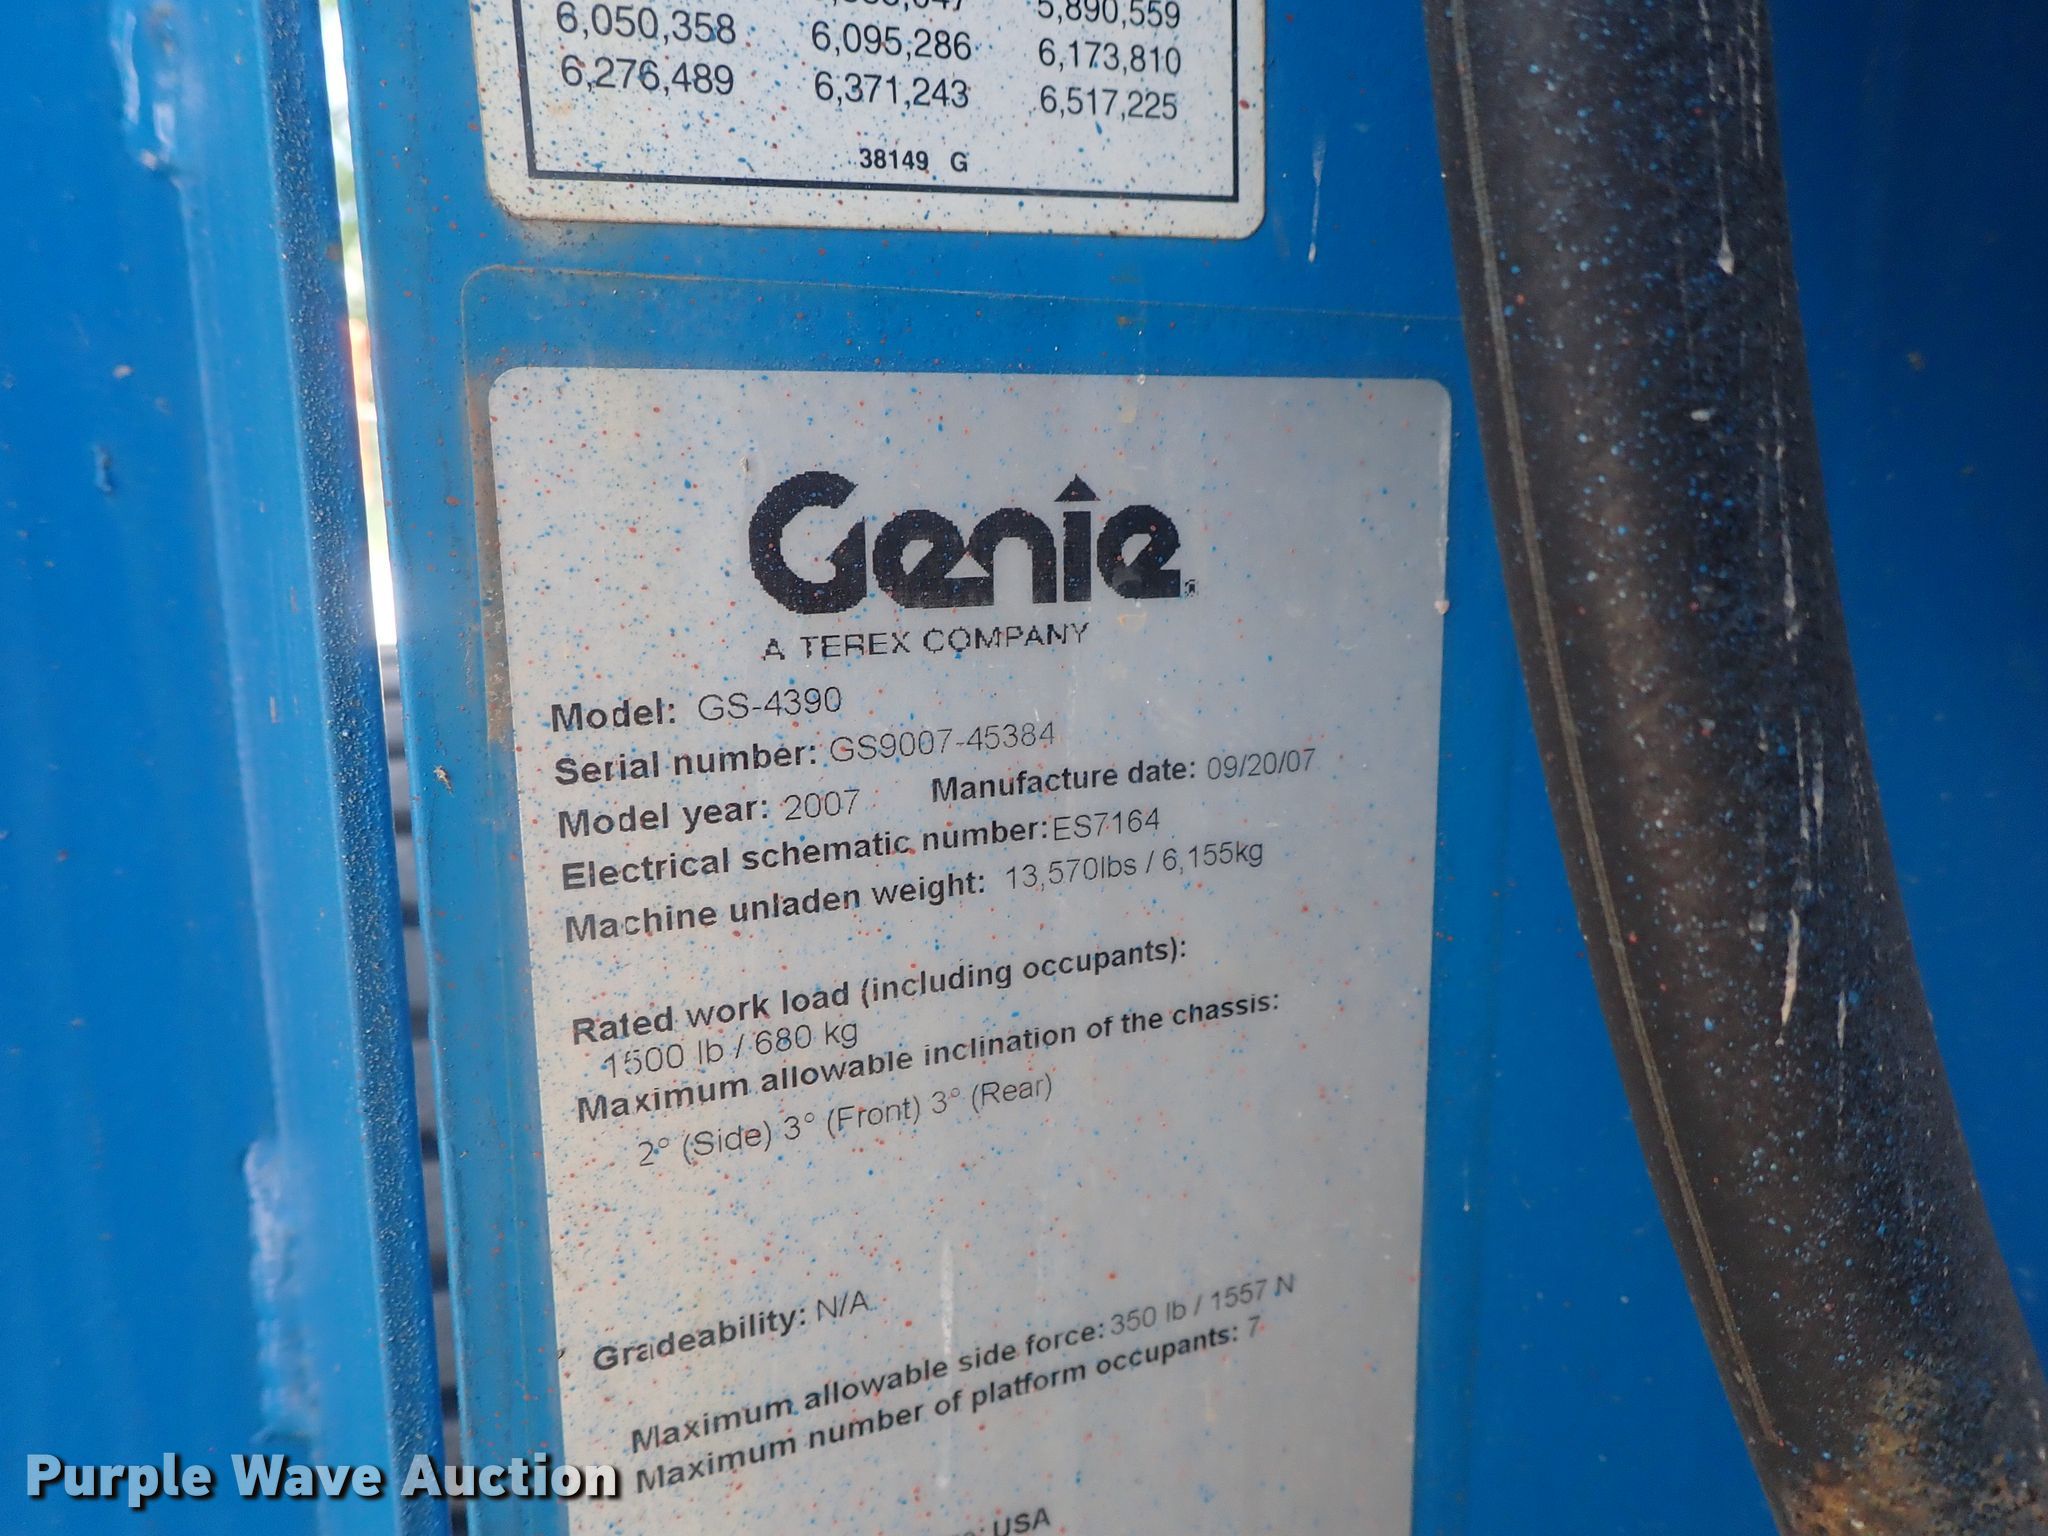 5,890,559
6,050,358 6,095,286 6,173,810
6,276,489 6,371,243 6,517,225
38149 G
Genie
A TEREX COMPANY
Model: GS-4390
Serial number: GS9007-45384
Model year: 2007 Manufacture date: 09/20/07
Electrical schematic number: ES7164
Machine unladen weight: 13,570lbs / 6,155kg
Rated work load (including occupants):
1500 lb / 680 kg
Maximum allowable inclination of the chassis:
2° (Side) 3° (Front) 3° (Rear)
Gradeability: N/A
Maximum allowable side force: 350 lb / 1557 N
Maximum number of platform occupants: 7
USA
Purple Wave Auction